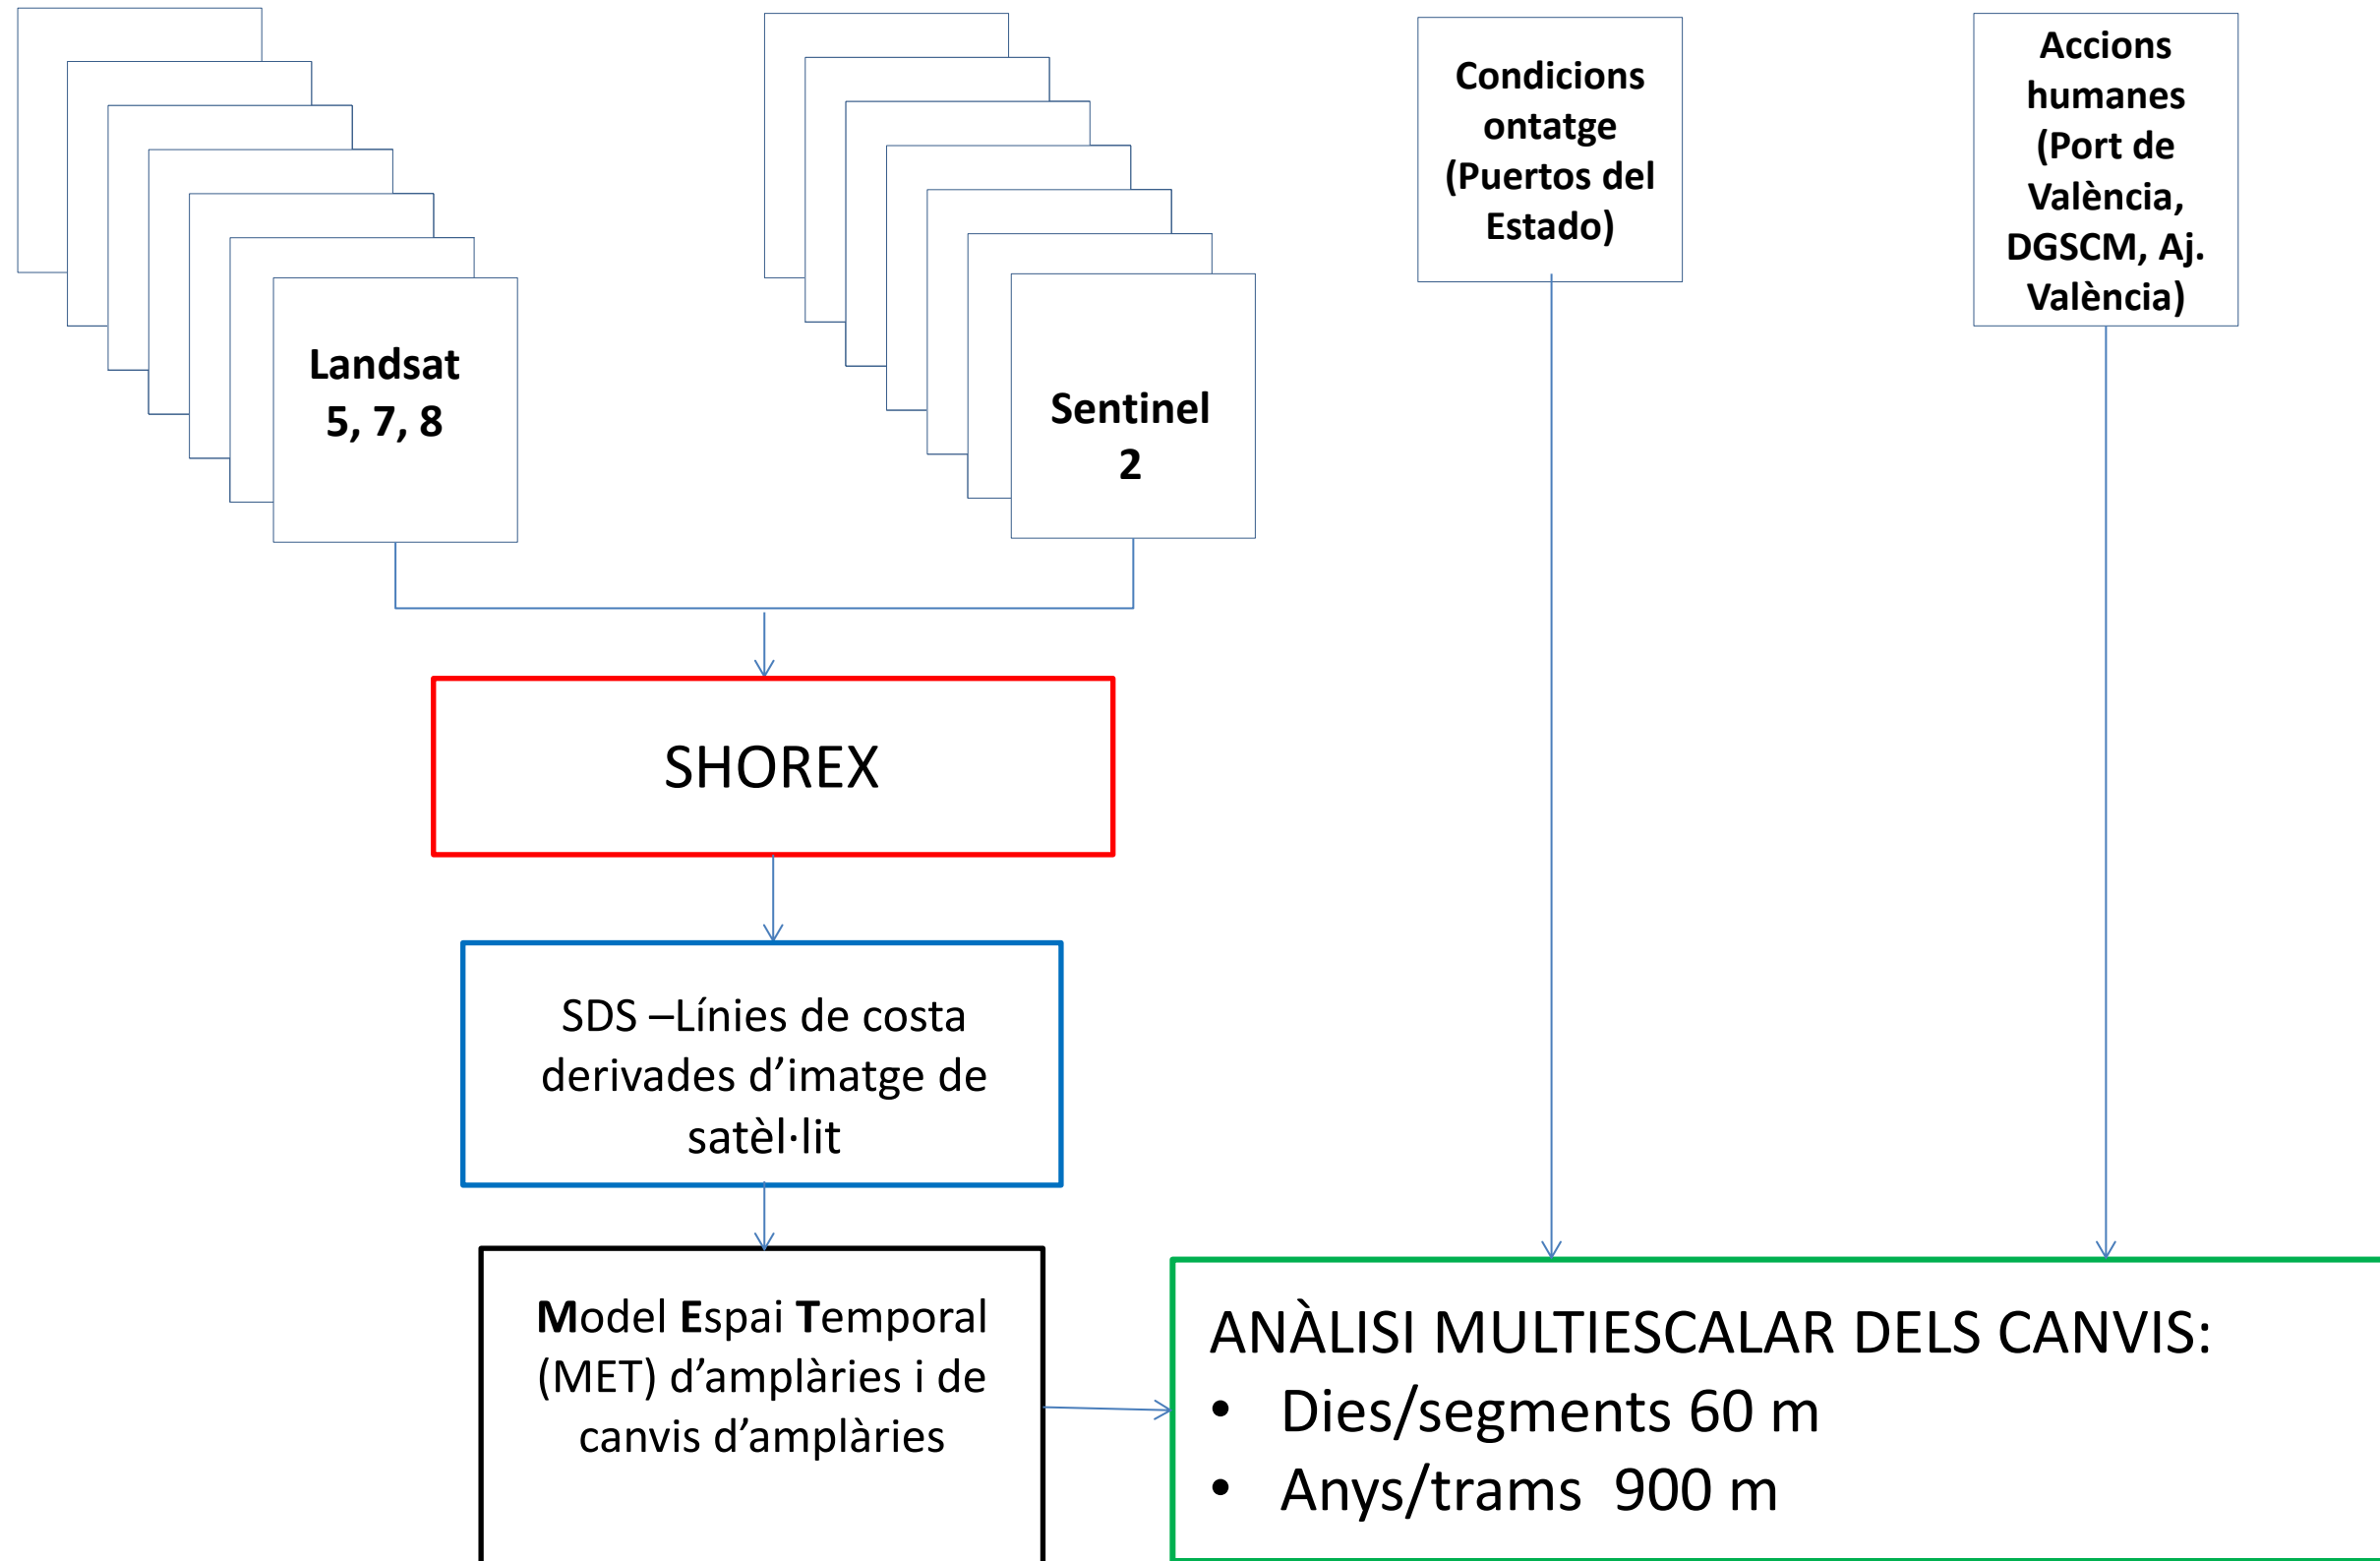 Landsat
5, 7, 8
Sentinel
2
Condicions
ontatge
(Puertos del
Estado)
Accions
humanes
(Port de
València,
DGSCM, Aj.
València)
SHOREX
SDS –Línies de costa
derivades d’imatge de
satèl·lit
Model Espai Temporal
(MET) d’amplàries i de
canvis d’amplàries
ANÀLISI MULTIESCALAR DELS CANVIS:
• Dies/segments 60 m
• Anys/trams 900 m